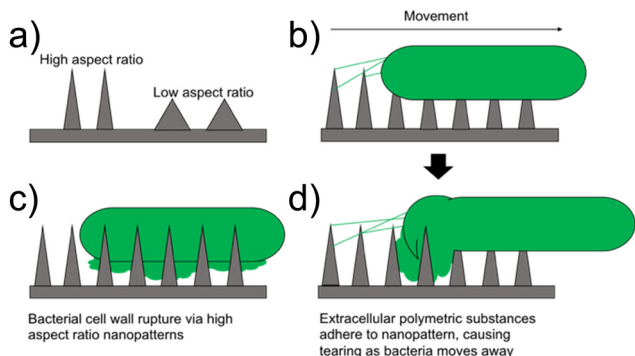 a)
High aspect ratio
Low aspect ratio
b)
Movement
c)
Bacterial cell wall rupture via high
aspect ratio nanopatterns
d)
Extracellular polymetric substances
adhere to nanopattern, causing
tearing as bacteria moves away